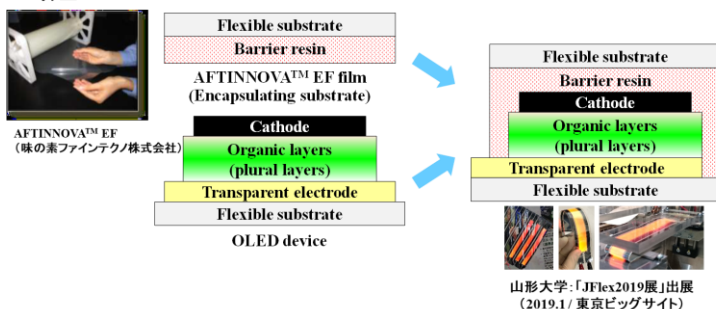 Flexible substrate
Barrier resin
AFTINNOVA™ EF film
(Encapsulating substrate)
AFTINNOVA™ EF
（味の素ファインテクノ株式会社）
Cathode
Organic layers
(plural layers)
Transparent electrode
Flexible substrate
OLED device
Flexible substrate
Barrier resin
Cathode
Organic layers
(plural layers)
Transparent electrode
Flexible substrate
山形大学：「JFlex2019展」出展
（2019.1 / 東京ビッグサイト）